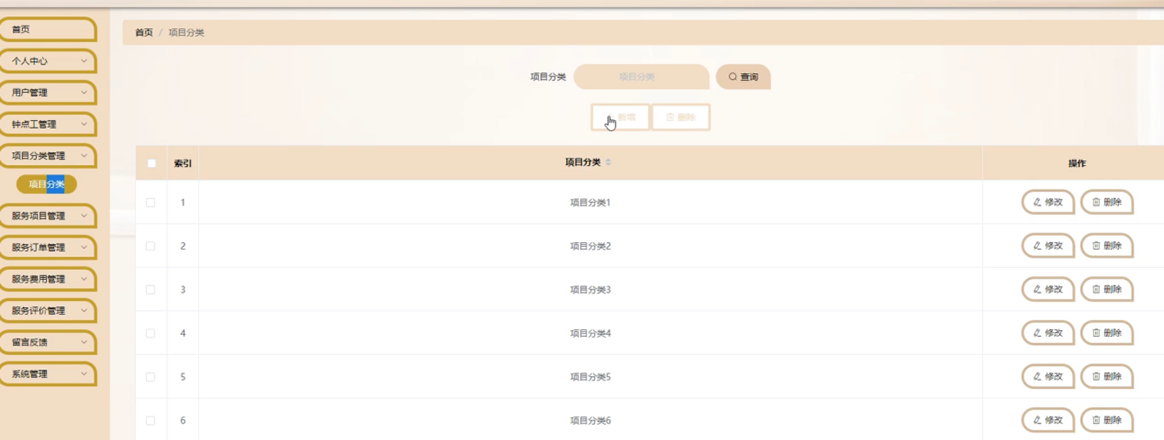 首页
个人中心
用户管理
钟点工管理
项目分类管理
项目分类
服务项目管理
服务订单管理
服务费用管理
服务评价管理
留言反馈
系统管理
首页 / 项目分类
项目分类 项目分类 查询
新增 删除
索引 项目分类 操作
1 项目分类1 修改 删除
2 项目分类2 修改 删除
3 项目分类3 修改 删除
4 项目分类4 修改 删除
5 项目分类5 修改 删除
6 项目分类6 修改 删除